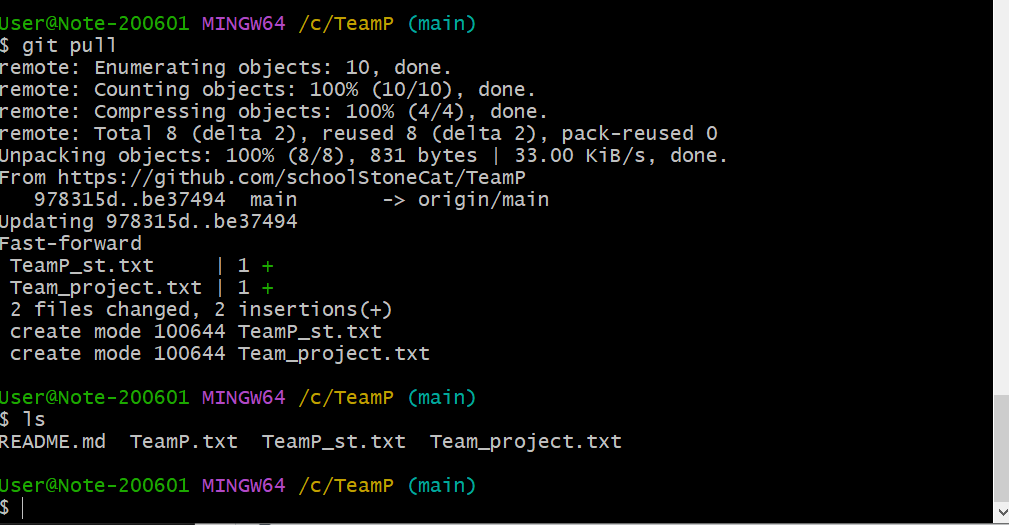 User@Note-200601 MINGW64 /c/TeamP (main)
$ git pull
remote: Enumerating objects: 10, done.
remote: Counting objects: 100% (10/10), done.
remote: Compressing objects: 100% (4/4), done.
remote: Total 8 (delta 2), reused 8 (delta 2), pack-reused 0
Unpacking objects: 100% (8/8), 831 bytes | 33.00 KiB/s, done.
From https://github.com/schoolStoneCat/TeamP
   978315d..be37494  main       -> origin/main
Updating 978315d..be37494
Fast-forward
 TeamP_st.txt     | 1 +
 Team_project.txt | 1 +
 2 files changed, 2 insertions(+)
 create mode 100644 TeamP_st.txt
 create mode 100644 Team_project.txt
User@Note-200601 MINGW64 /c/TeamP (main)
$ ls
README.md  TeamP.txt  TeamP_st.txt  Team_project.txt
User@Note-200601 MINGW64 /c/TeamP (main)
$